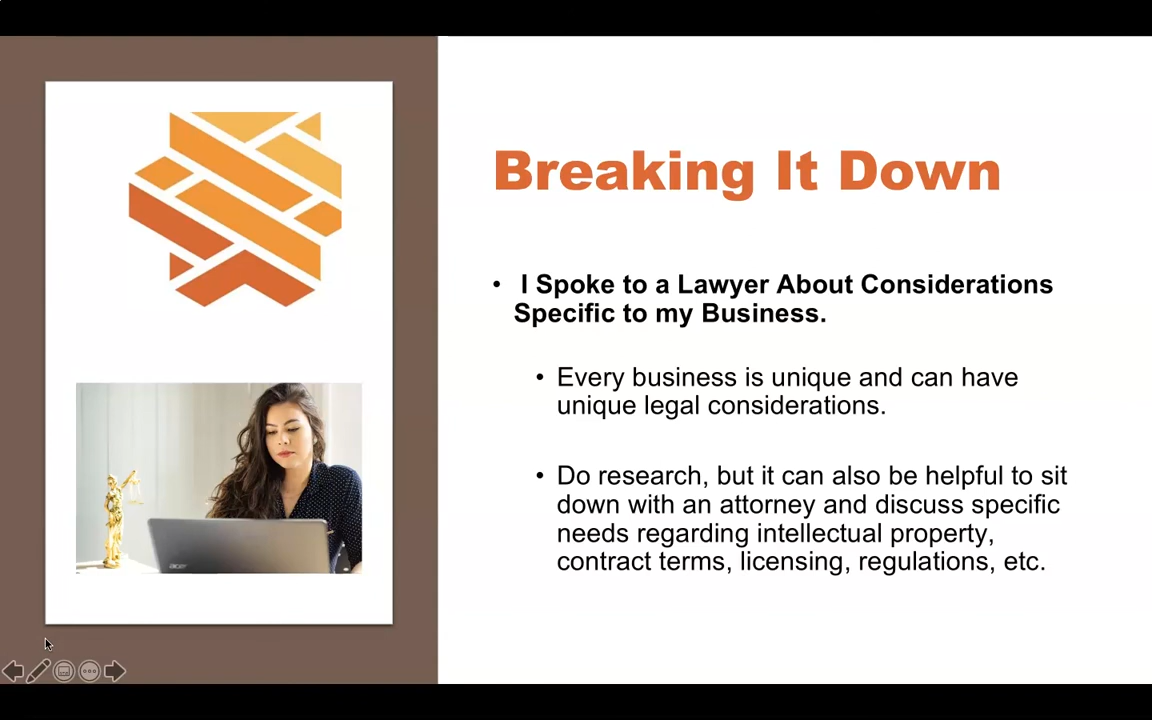 Breaking It Down
• I Spoke to a Lawyer About Considerations
Specific to my Business.
• Every business is unique and can have
unique legal considerations.
• Do research, but it can also be helpful to sit
down with an attorney and discuss specific
needs regarding intellectual property,
contract terms, licensing, regulations, etc.
acer